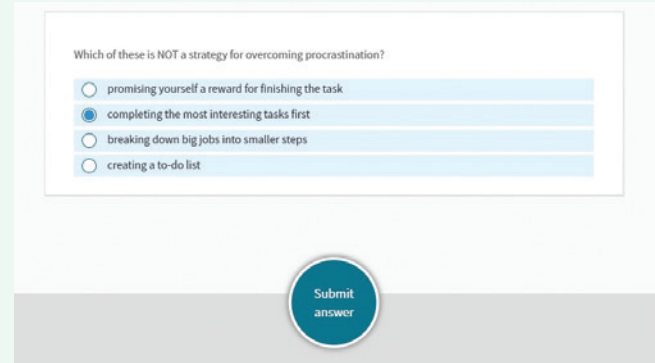 Which of these is NOT a strategy for overcoming procrastination?
promising yourself a reward for finishing the task
completing the most interesting tasks first
breaking down big jobs into smaller steps
creating a to-do list
Submit
answer